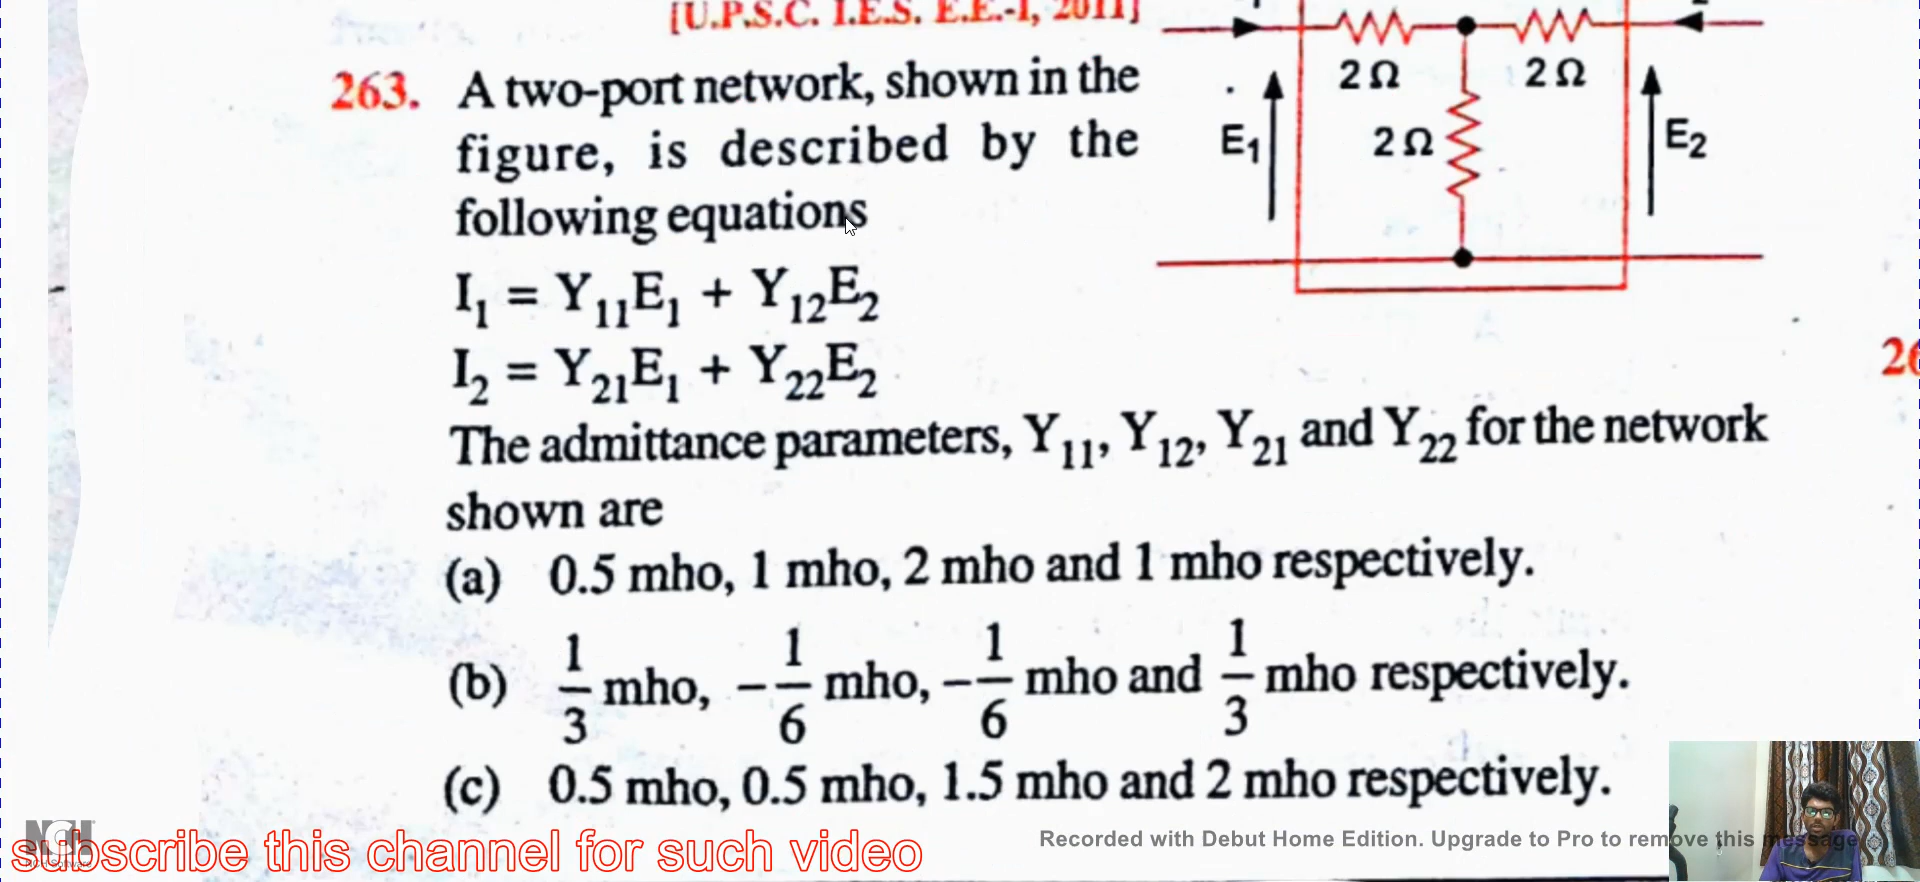 [U.P.S.C. I.E.S. E.E.-I, 2011]
263. A two-port network, shown in the
figure, is described by the
following equations
I₁ = Y₁₁E₁ + Y₁₂E₂
I₂ = Y₂₁E₁ + Y₂₂E₂
2 Ω
2 Ω
2 Ω
E₁
E₂
The admittance parameters, Y₁₁, Y₁₂, Y₂₁ and Y₂₂ for the network
shown are
(a) 0.5 mho, 1 mho, 2 mho and 1 mho respectively.
(b) 1/3 mho, -1/6 mho, -1/6 mho and 1/3 mho respectively.
(c) 0.5 mho, 0.5 mho, 1.5 mho and 2 mho respectively.
26
NCH
NCH Software
subscribe this channel for such video
Recorded with Debut Home Edition. Upgrade to Pro to remove this message